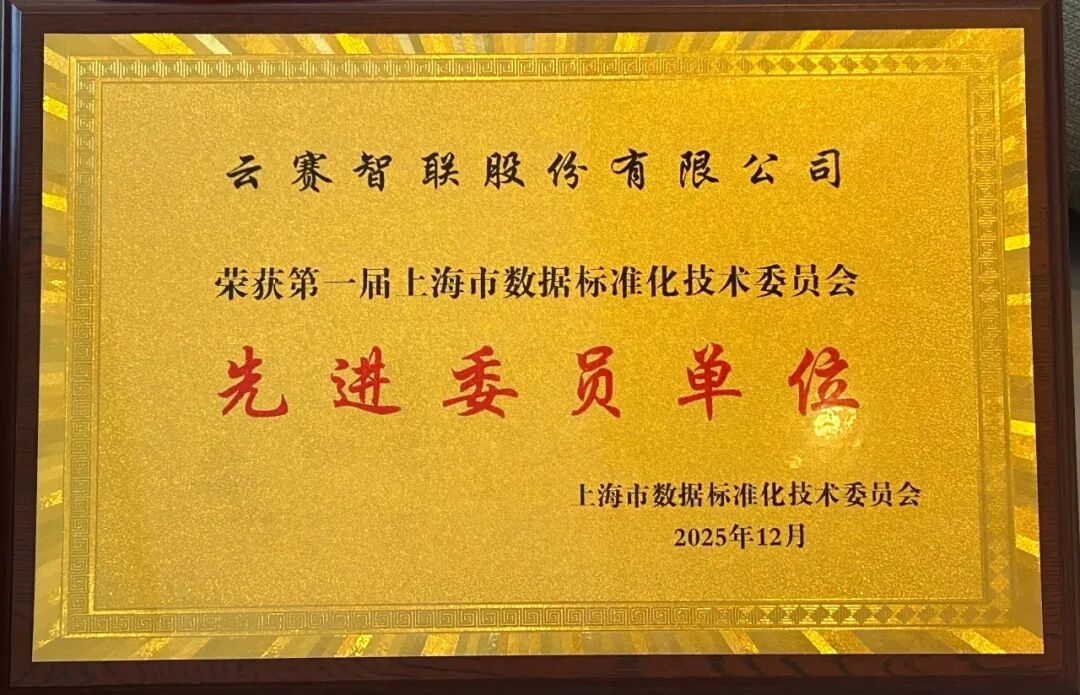 云赛智联股份有限公司
荣获第一届上海市数据标准化技术委员会
先进委员单位
上海市数据标准化技术委员会
2025年12月